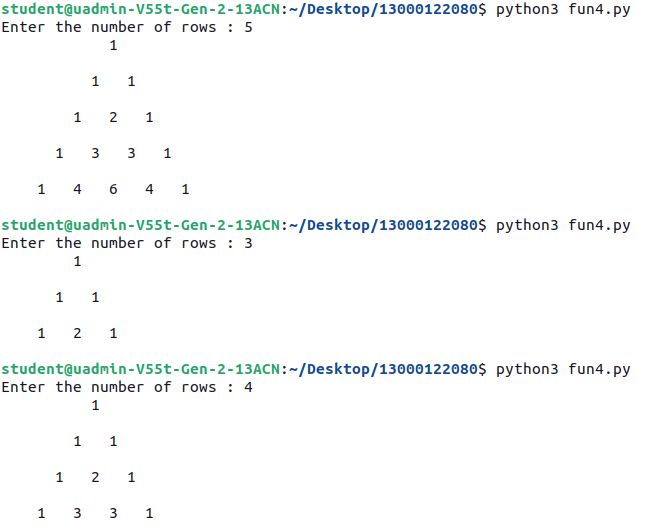 student@uadmin-V55t-Gen-2-13ACN:~/Desktop/13000122080$ python3 fun4.py
Enter the number of rows : 5
            1
          1   1
        1   2   1
      1   3   3   1
    1   4   6   4   1
student@uadmin-V55t-Gen-2-13ACN:~/Desktop/13000122080$ python3 fun4.py
Enter the number of rows : 3
        1
      1   1
    1   2   1
student@uadmin-V55t-Gen-2-13ACN:~/Desktop/13000122080$ python3 fun4.py
Enter the number of rows : 4
          1
        1   1
      1   2   1
    1   3   3   1